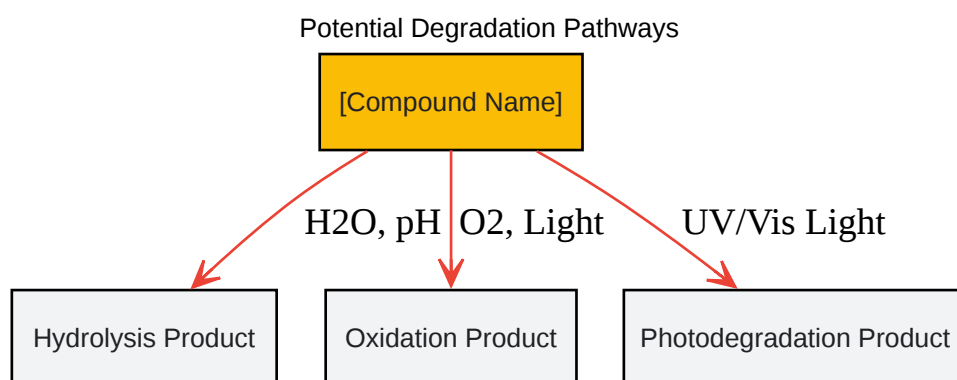 Potential Degradation Pathways
[Compound Name]
H2O, pH
O2, Light
UV/Vis Light
Hydrolysis Product
Oxidation Product
Photodegradation Product